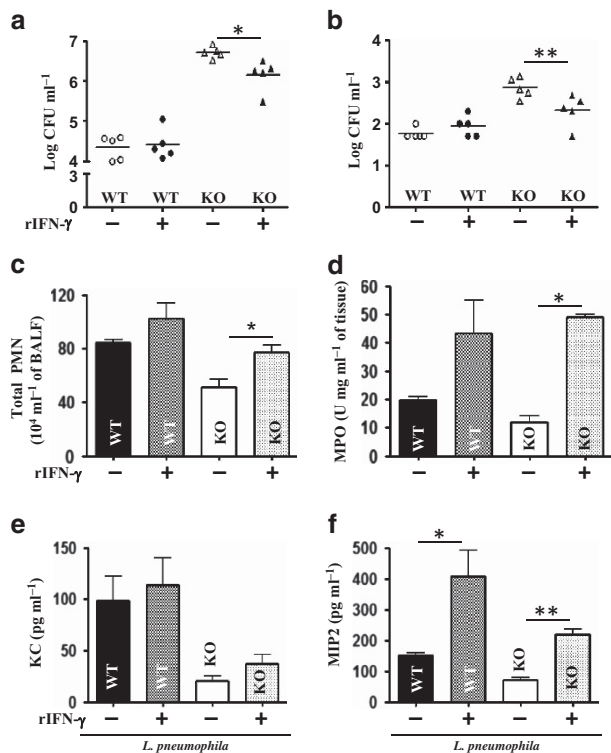 a
Log CFU ml⁻¹
7
6
5
4
3
0
*
WT WT KO KO
rIFN-γ − + − +
b
Log CFU ml⁻¹
4
3
2
1
0
**
WT WT KO KO
− + − +
c
Total PMN
(10⁴ ml⁻¹ of BALF)
120
80
40
0
*
WT WT KO KO
rIFN-γ − + − +
d
MPO (U mg ml⁻¹ of tissue)
60
50
40
30
20
10
0
*
WT WT KO KO
− + − +
e
KC (pg ml⁻¹)
150
100
50
0
WT WT KO KO
rIFN-γ − + − +
L. pneumophila
f
MIP2 (pg ml⁻¹)
500
400
300
200
100
0
* **
WT WT KO KO
− + − +
L. pneumophila